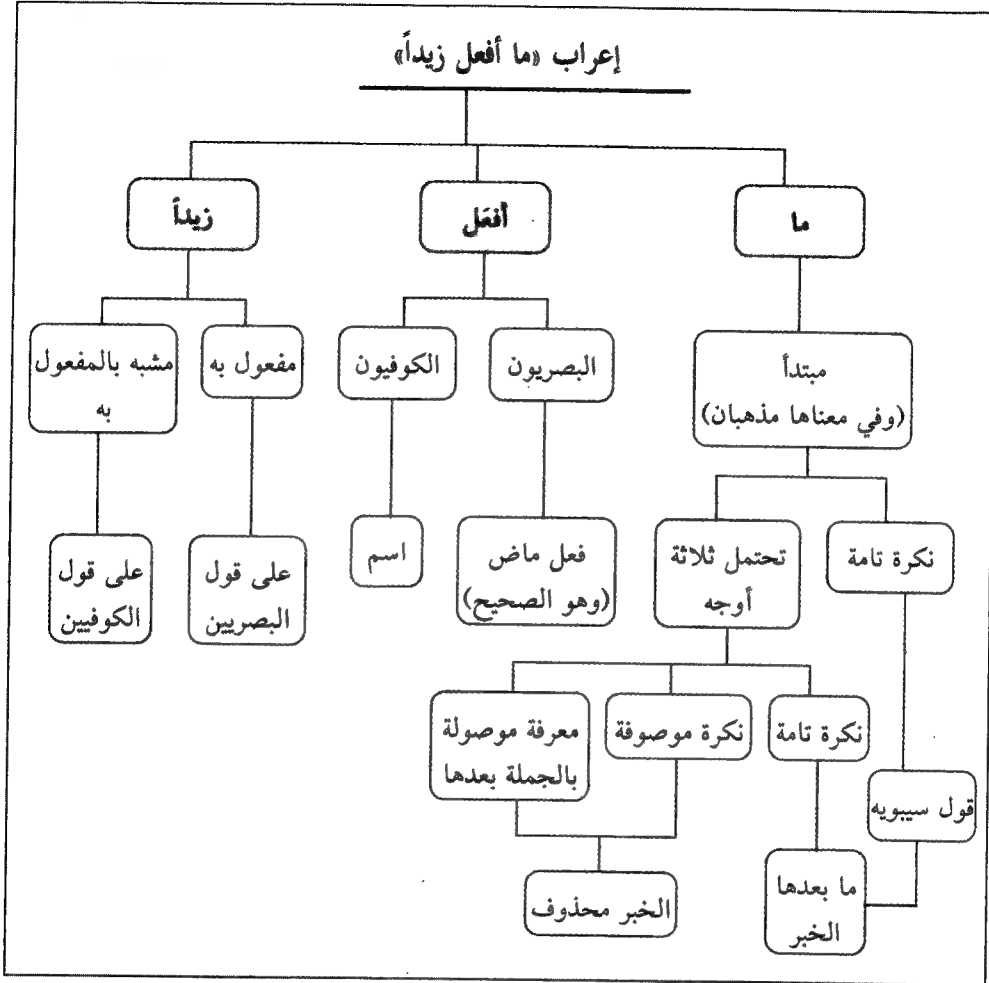 إعراب «ما أفعل زيداً»
ما
أفعَل
زيداً
مبتدأ
(وفي معناها مذهبان)
البصريون
الكوفيون
مفعول به
مشبه بالمفعول
به
نكرة تامة
تحتمل ثلاثة
أوجه
فعل ماض
(وهو الصحيح)
اسم
على قول
البصريين
على قول
الكوفيين
نكرة تامة
نكرة موصوفة
معرفة موصولة
بالجملة بعدها
قول سيبويه
ما بعدها
الخبر
الخبر محذوف